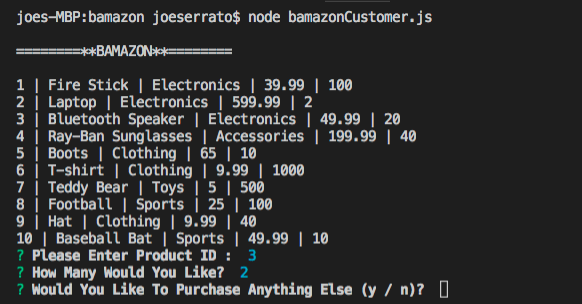 joes-MBP:bamazon joeserrato$ node bamazonCustomer.js
========**BAMAZON**========
1 | Fire Stick | Electronics | 39.99 | 100
2 | Laptop | Electronics | 599.99 | 2
3 | Bluetooth Speaker | Electronics | 49.99 | 20
4 | Ray-Ban Sunglasses | Accessories | 199.99 | 40
5 | Boots | Clothing | 65 | 10
6 | T-shirt | Clothing | 9.99 | 1000
7 | Teddy Bear | Toys | 5 | 500
8 | Football | Sports | 25 | 100
9 | Hat | Clothing | 9.99 | 40
10 | Baseball Bat | Sports | 49.99 | 10
? Please Enter Product ID :  3
? How Many Would You Like?  2
? Would You Like To Purchase Anything Else (y / n)?